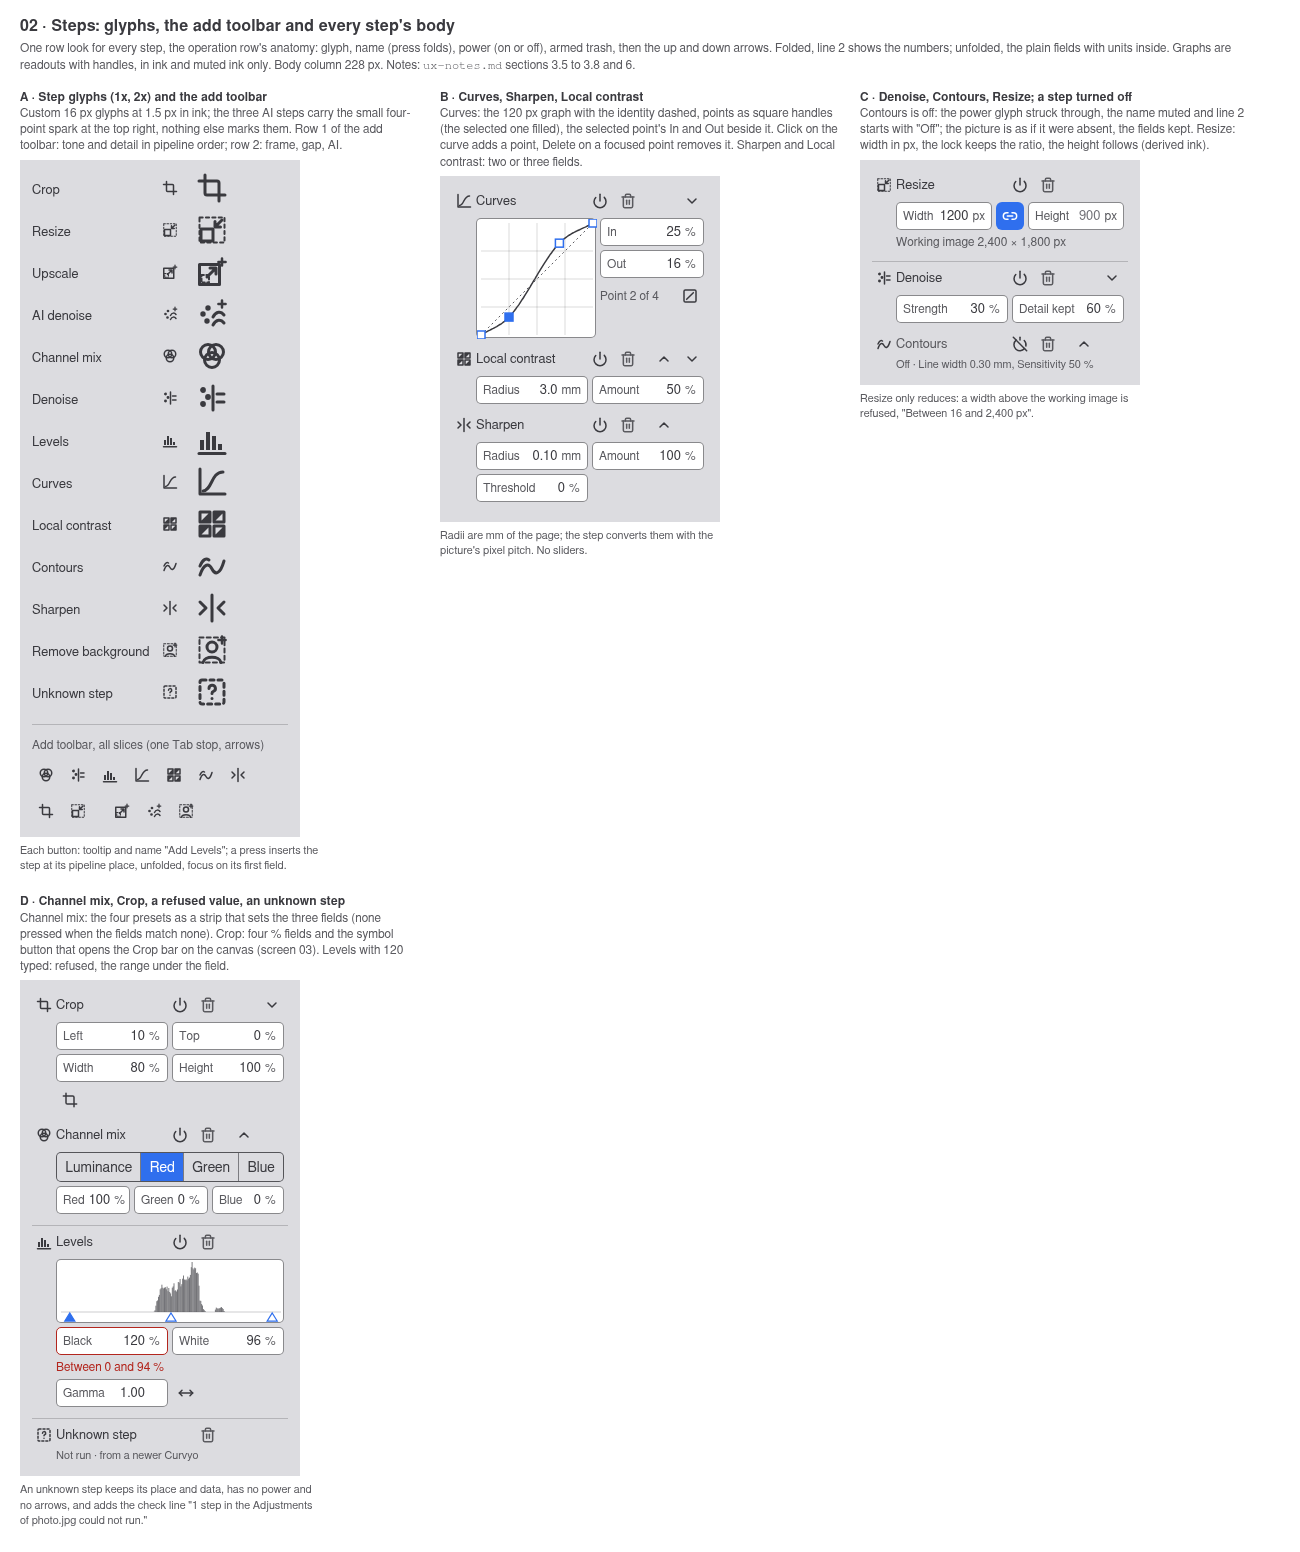 02 · Steps: glyphs, the add toolbar and every step's body
One row look for every step, the operation row's anatomy: glyph, name (press folds), power (on or off), armed trash, then the up and down arrows. Folded, line 2 shows the numbers; unfolded, the plain fields with units inside. Graphs are
readouts with handles, in ink and muted ink only. Body column 228 px. Notes: ux-notes.md sections 3.5 to 3.8 and 6.
A · Step glyphs (1x, 2x) and the add toolbar
Custom 16 px glyphs at 1.5 px in ink; the three AI steps carry the small four-
point spark at the top right, nothing else marks them. Row 1 of the add
toolbar: tone and detail in pipeline order; row 2: frame, gap, AI.
Crop
Resize
Upscale
AI denoise
Channel mix
Denoise
Levels
Curves
Local contrast
Contours
Sharpen
Remove background
Unknown step
?
?
Add toolbar, all slices (one Tab stop, arrows)
Each button: tooltip and name "Add Levels"; a press inserts the
step at its pipeline place, unfolded, focus on its first field.
B · Curves, Sharpen, Local contrast
Curves: the 120 px graph with the identity dashed, points as square handles
(the selected one filled), the selected point's In and Out beside it. Click on the
curve adds a point, Delete on a focused point removes it. Sharpen and Local
contrast: two or three fields.
Curves
In 25 %
Out 16 %
Point 2 of 4
Local contrast
Radius 3.0 mm Amount 50 %
Sharpen
Radius 0.10 mm Amount 100 %
Threshold 0 %
Radii are mm of the page; the step converts them with the
picture's pixel pitch. No sliders.
C · Denoise, Contours, Resize; a step turned off
Contours is off: the power glyph struck through, the name muted and line 2
starts with "Off"; the picture is as if it were absent, the fields kept. Resize:
width in px, the lock keeps the ratio, the height follows (derived ink).
Resize
Width 1200 px Height 900 px
Working image 2,400 × 1,800 px
Denoise
Strength 30 % Detail kept 60 %
Contours
Off · Line width 0.30 mm, Sensitivity 50 %
Resize only reduces: a width above the working image is
refused, "Between 16 and 2,400 px".
D · Channel mix, Crop, a refused value, an unknown step
Channel mix: the four presets as a strip that sets the three fields (none
pressed when the fields match none). Crop: four % fields and the symbol
button that opens the Crop bar on the canvas (screen 03). Levels with 120
typed: refused, the range under the field.
Crop
Left 10 % Top 0 %
Width 80 % Height 100 %
Channel mix
Luminance Red Green Blue
Red 100 % Green 0 % Blue 0 %
Levels
Black 120 % White 96 %
Between 0 and 94 %
Gamma 1.00
? Unknown step
Not run · from a newer Curvyo
An unknown step keeps its place and data, has no power and
no arrows, and adds the check line "1 step in the Adjustments
of photo.jpg could not run."